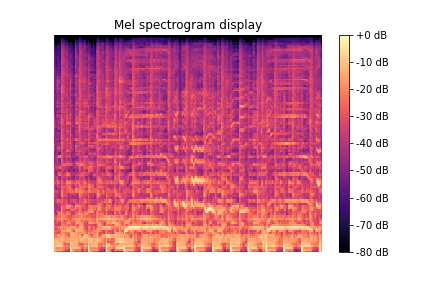 Mel spectrogram display
+0 dB
-10 dB
-20 dB
-30 dB
-40 dB
-50 dB
-60 dB
-70 dB
-80 dB